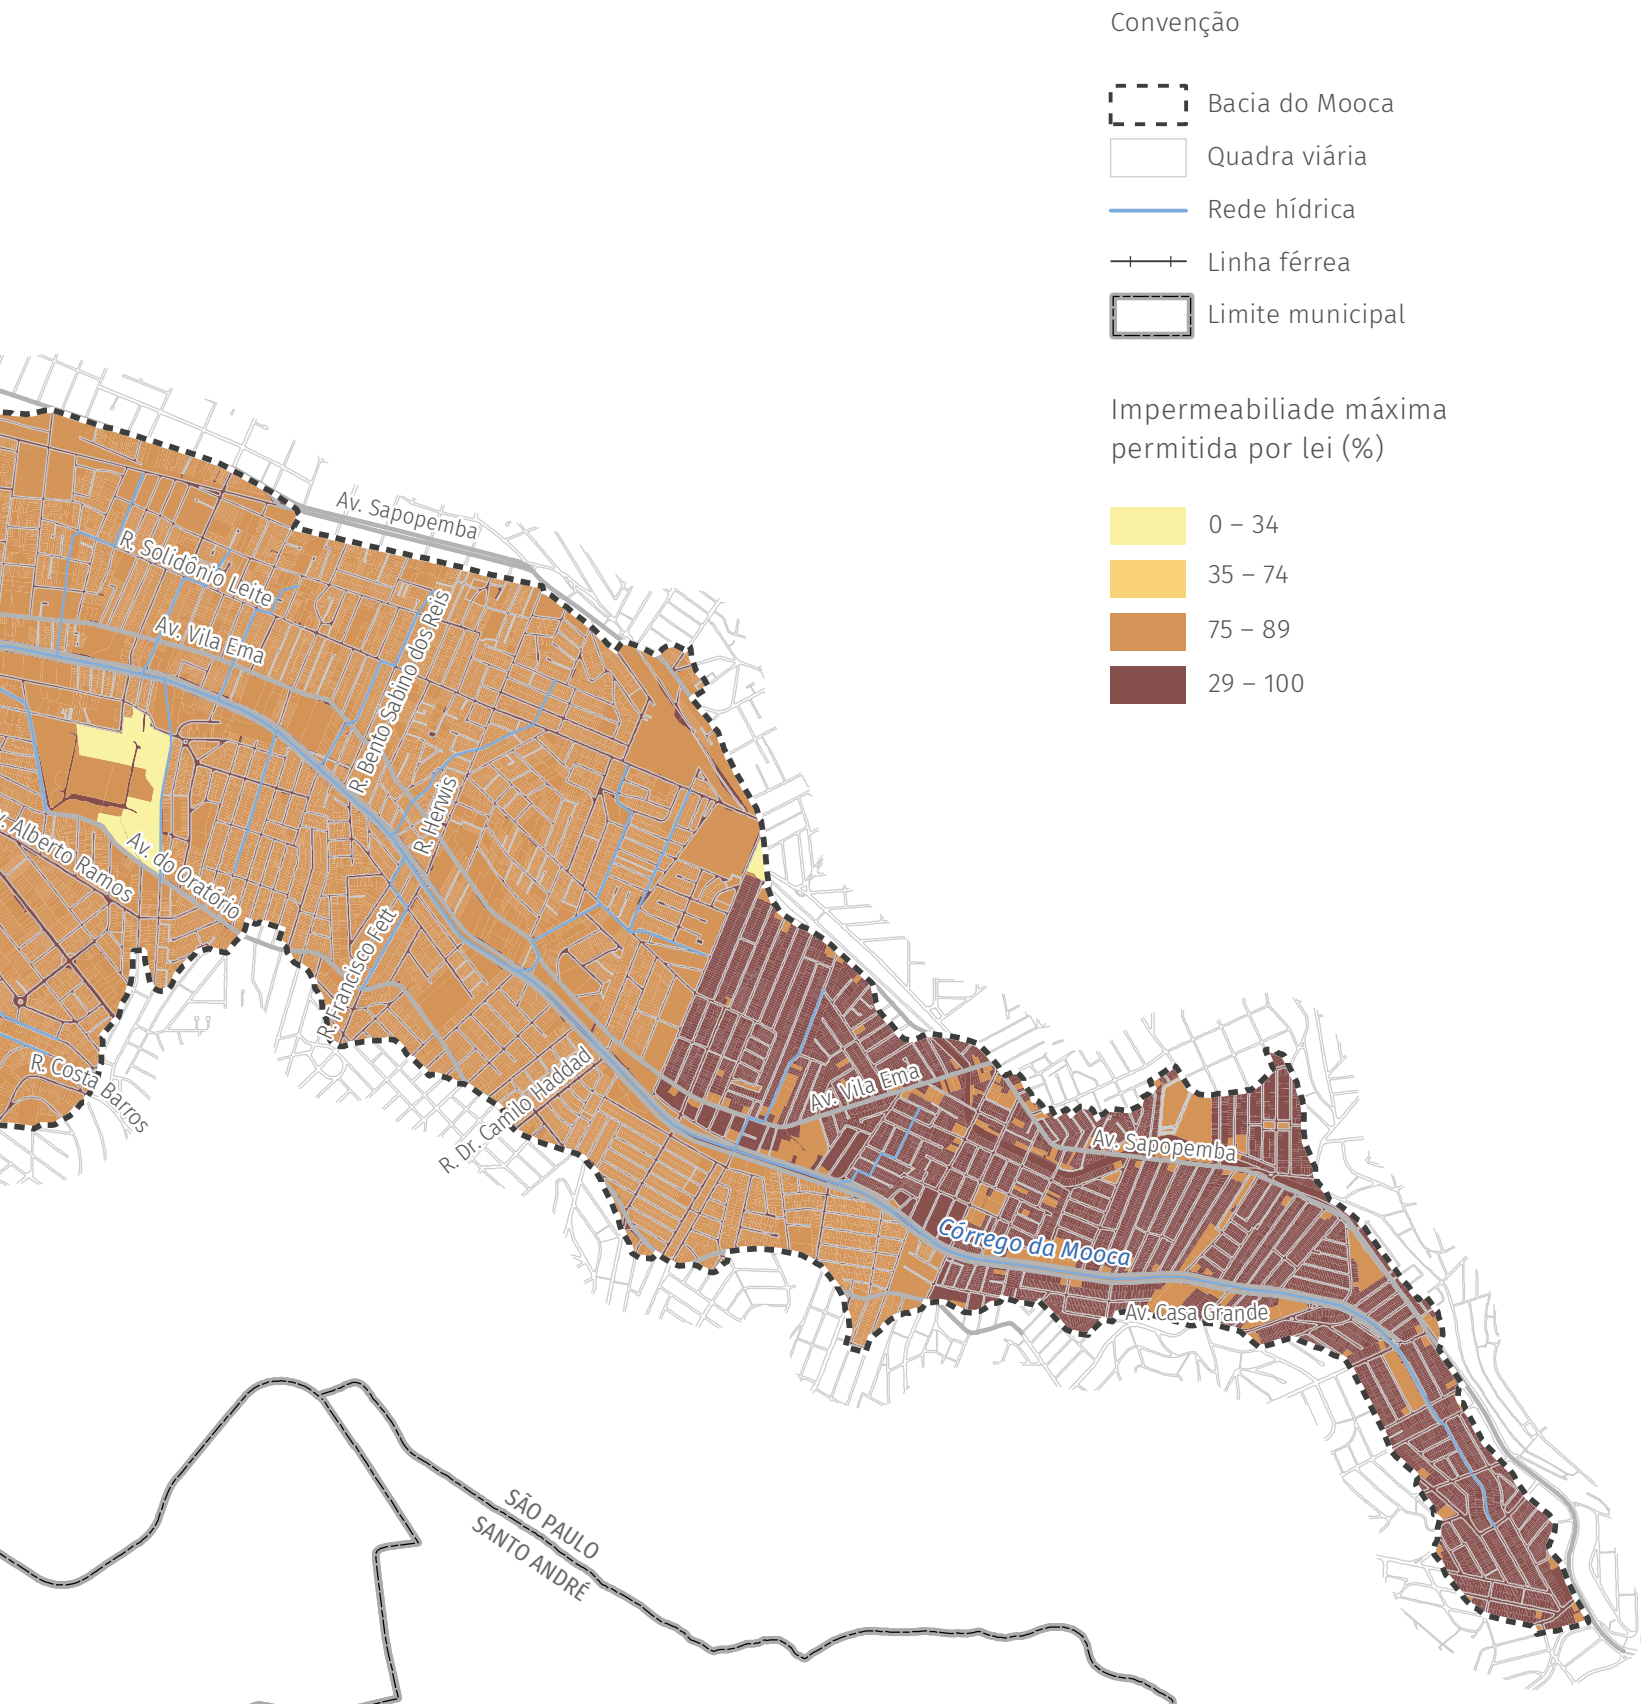 Convenção
Bacia do Mooca
Quadra viária
Rede hídrica
Linha férrea
Limite municipal
Impermeabiliade máxima
permitida por lei (%)
0 – 34
35 – 74
75 – 89
29 – 100
Av. Sapopemba
R. Solidônio Leite
Av. Vila Ema
R. Bento Sabino dos Reis
R. Herwis
v. Alberto Ramos
Av. do Oratório
R. Francisco Fett
R. Costa Barros
R. Dr. Camilo Haddad
Av. Vila Ema
Av. Sapopemba
Córrego da Mooca
Av. Casa Grande
SÃO PAULO
SANTO ANDRÉ